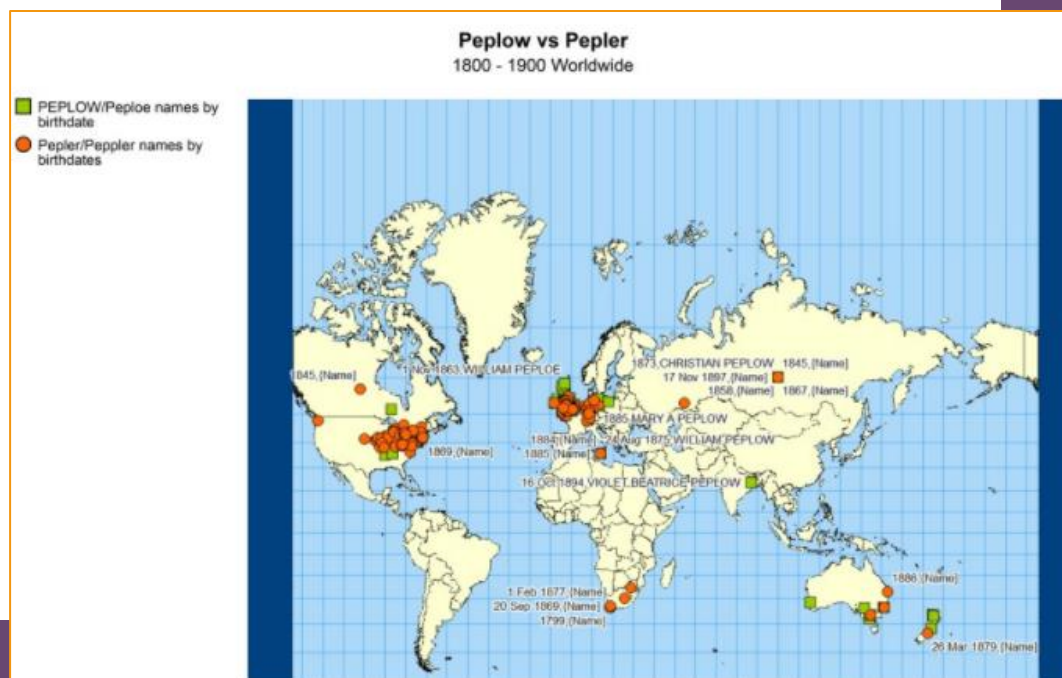 Peplow vs Pepler
1800 - 1900 Worldwide
PEPLOW/Peploe names by
birthdate
Pepler/Peppler names by
birthdates
1845, [Name]
1 Nov 1863, WILLIAM PEPLOE
1873, CHRISTIAN PEPLOW 1845, [Name]
17 Nov 1897, [Name]
1858, [Name] 1867, [Name]
1885 MARY A PEPLOW
1869, [Name]
1884, [Name] 24 Aug 1875, WILLIAM PEPLOW
1885 [Name]
16 Oct 1894, VIOLET BEATRICE PEPLOW
1886, [Name]
1 Feb 1877, [Name]
20 Sep 1869, [Name]
1799, [Name]
26 Mar 1879, [Name]